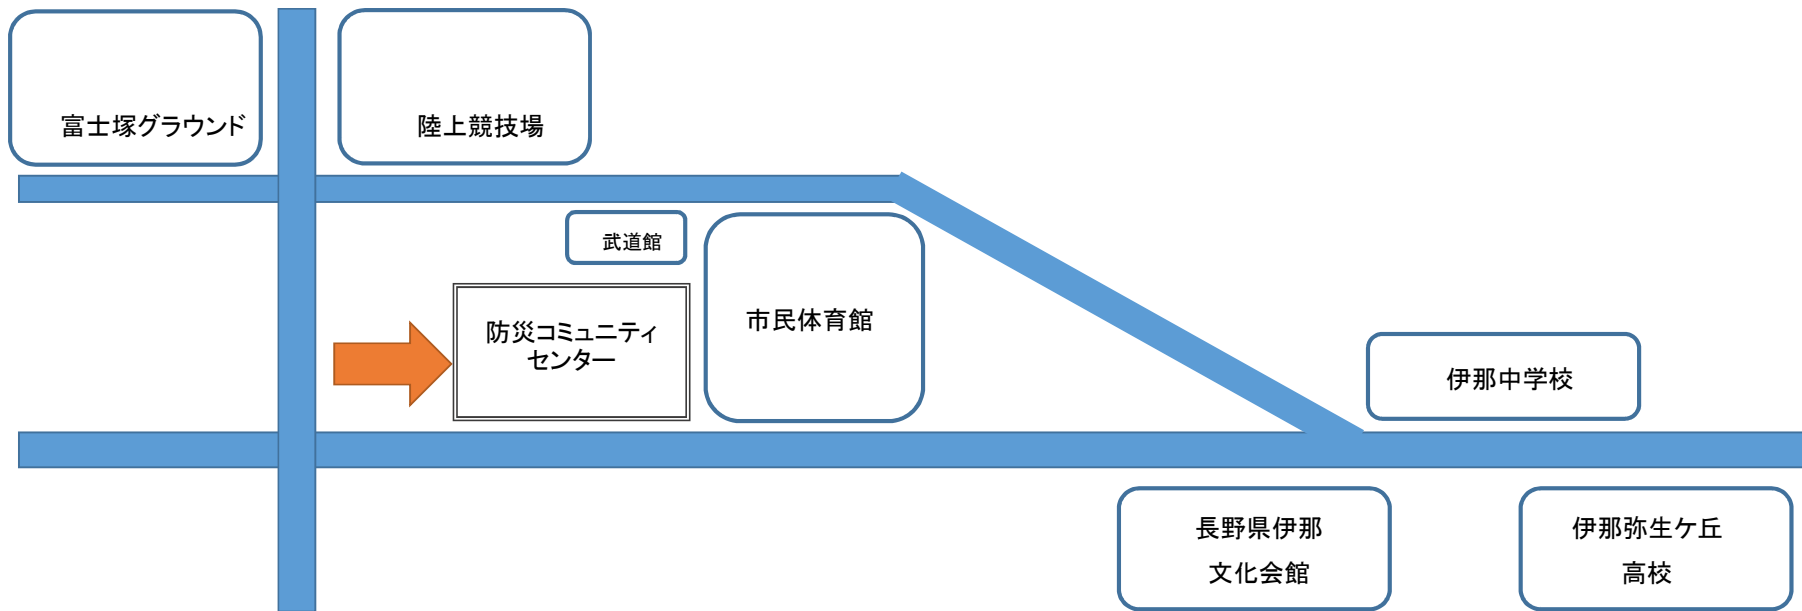 富士塚グラウンド
陸上競技場
武道館
防災コミュニティ
センター
市民体育館
伊那中学校
長野県伊那
文化会館
伊那弥生ケ丘
高校